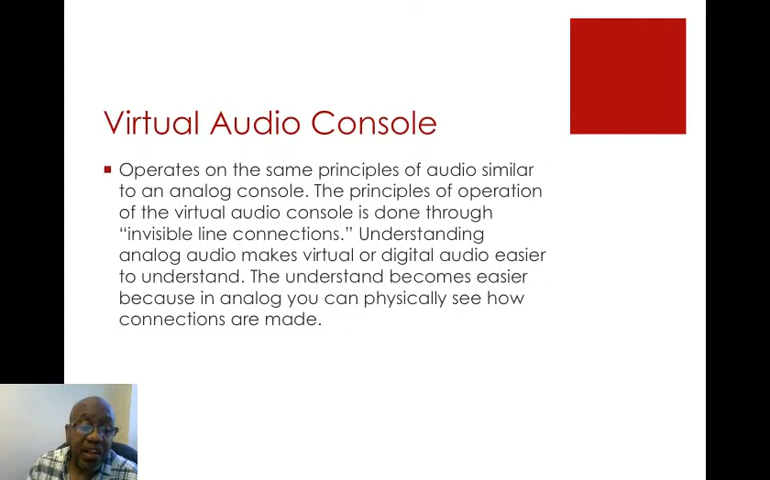 Virtual Audio Console
Operates on the same principles of audio similar
to an analog console. The principles of operation
of the virtual audio console is done through
“invisible line connections.” Understanding
analog audio makes virtual or digital audio easier
to understand. The understand becomes easier
because in analog you can physically see how
connections are made.